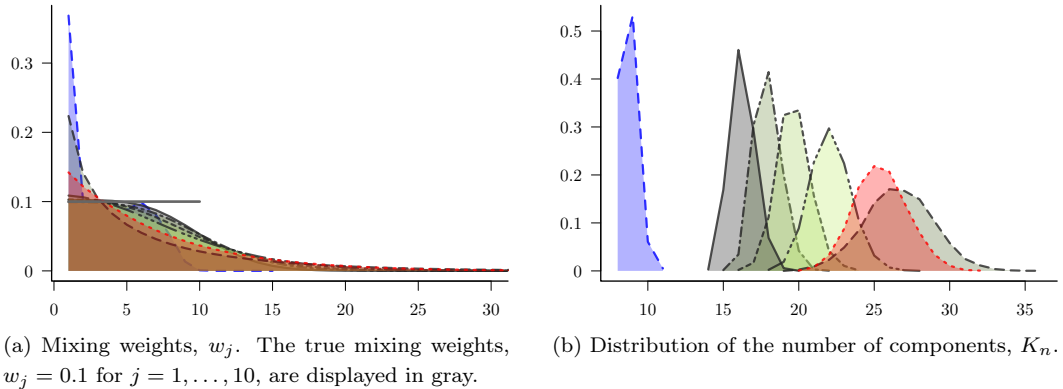 0.3
0.2
0.1
0
0 5 10 15 20 25 30
0.5
0.4
0.3
0.2
0.1
0
10 15 20 25 30 35
(a) Mixing weights, $w_j$. The true mixing weights,
$w_j = 0.1$ for $j = 1, \ldots, 10$, are displayed in gray.
(b) Distribution of the number of components, $K_n$.